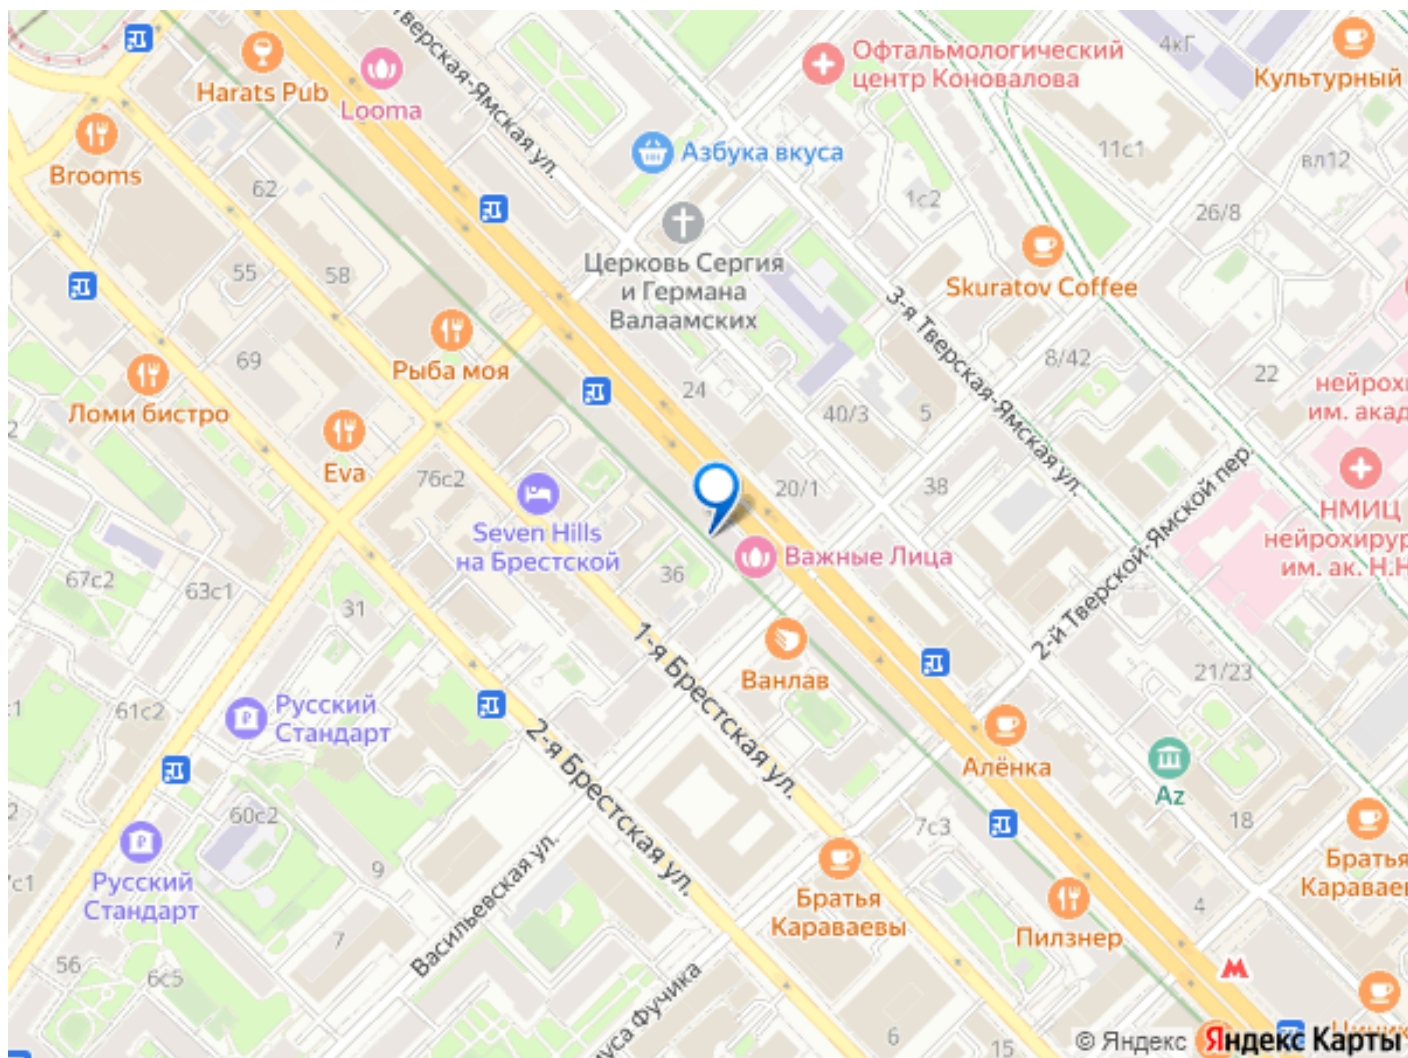 Тверская-Ямская ул.
Harats Pub
Looma
Brooms
Офтальмологический
центр Коновалова
4кГ
Культурный
Азбука вкуса
11с1
вл12
62
1с2
26/8
Церковь Сергия
и Германа
Валаамских
55
58
Skuratov Coffee
3-я Тверская-Ямская ул.
Рыба моя
69
24
8/42
22
Ломи бистро
40/3
5
Eva
76с2
20/1
38
2-й Тверской-Ямской пер.
НМИЦ
им. ак. Н.Н
Seven Hills
на Брестской
Важные Лица
36
67с2
63с1
31
1-я Брестская ул.
Ванлав
21/23
61с2
Русский
Стандарт
2-я Брестская ул.
Алёнка
Az
60с2
7с3
18
9
Русский
Стандарт
Васильевская ул.
Братья
Караваевы
Братья
4
7
Пилзнер
56
6с5
6
15
© Яндекс Яндекс Карты